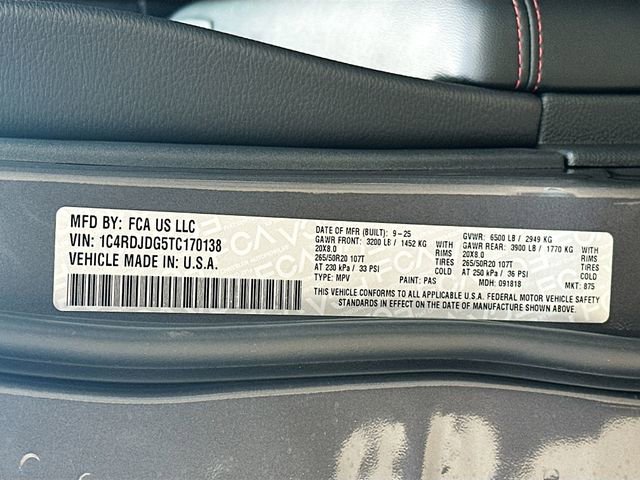 MFD BY: FCA US LLC
VIN: 1C4RDJDG5TC170138
VEHICLE MADE IN: U.S.A.
DATE OF MFR (BUILT): 9-25 GVWR: 6500 LB / 2949 KG
GAWR FRONT: 3200 LB / 1452 KG WITH GAWR REAR: 3900 LB / 1770 KG WITH
20X8.0 RIMS 20X8.0 RIMS
265/50R20 107T TIRES 265/50R20 107T TIRES
AT 230 kPa / 33 PSI COLD AT 250 kPa / 36 PSI COLD
TYPE: MPV PAINT: PAS MDH: 091818 MKT: 875
THIS VEHICLE CONFORMS TO ALL APPLICABLE U.S.A. FEDERAL MOTOR VEHICLE SAFETY
STANDARDS IN EFFECT ON THE DATE OF MANUFACTURE SHOWN ABOVE.